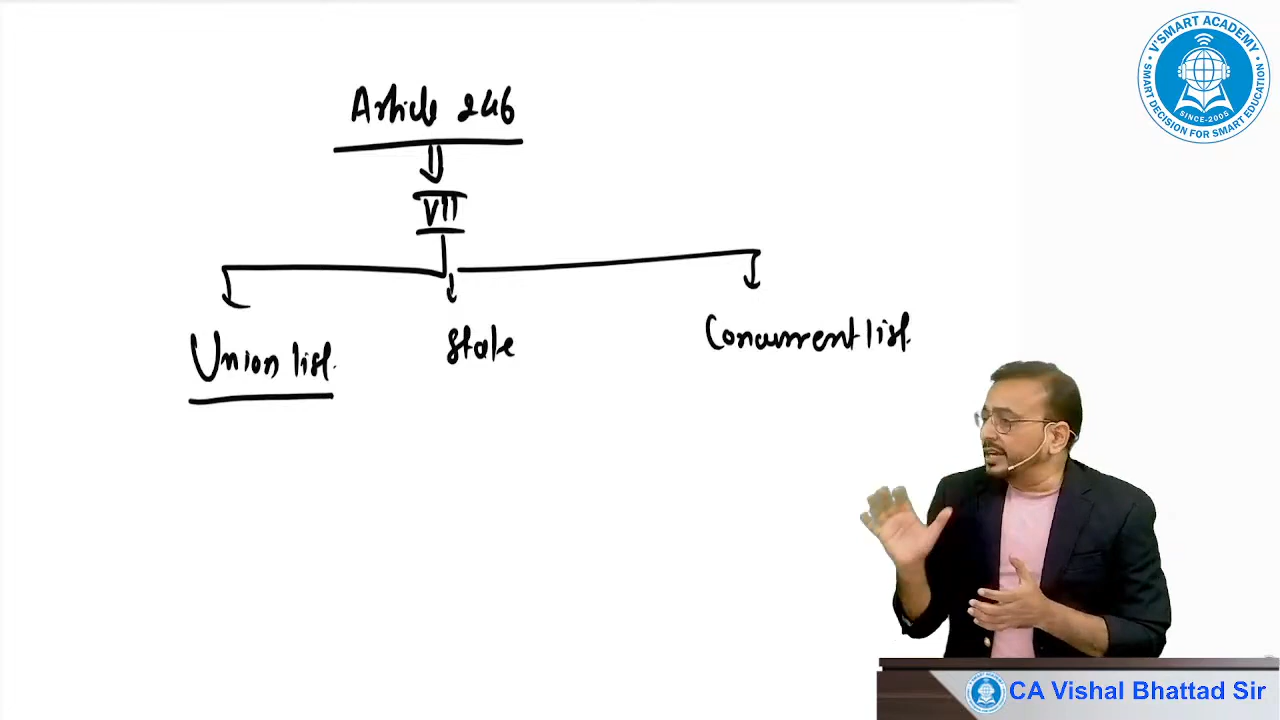 Article 246
VII
Union list.
State
Concurrent list.
V'SMART ACADEMY
SMART DECISION FOR SMART EDUCATION
SINCE-2005
CA Vishal Bhattad Sir